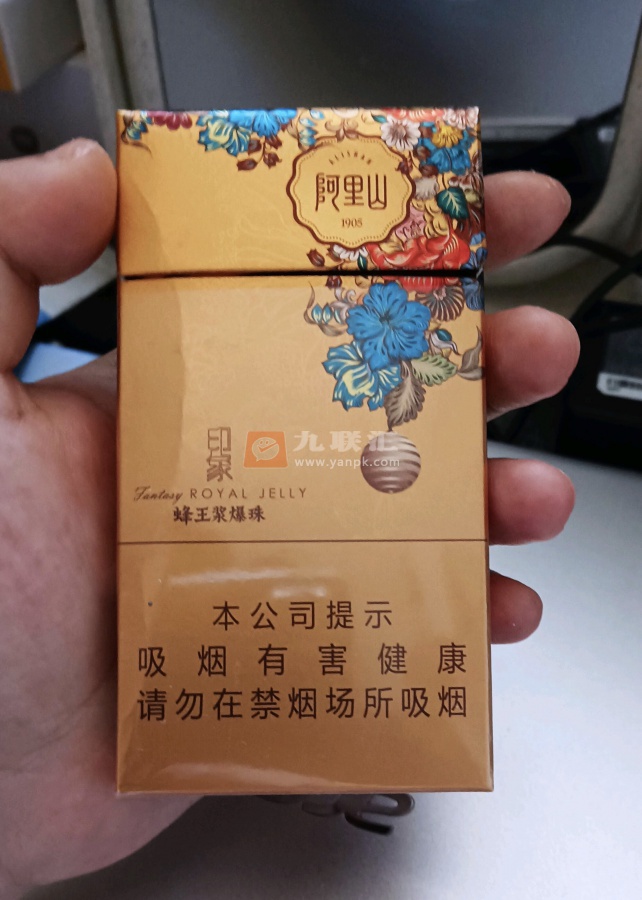 阿里山
1905
印象
九联汇
www.yanpk.com
Fantasy ROYAL JELLY
蜂王浆爆珠
本公司提示
吸烟有害健康
请勿在禁烟场所吸烟